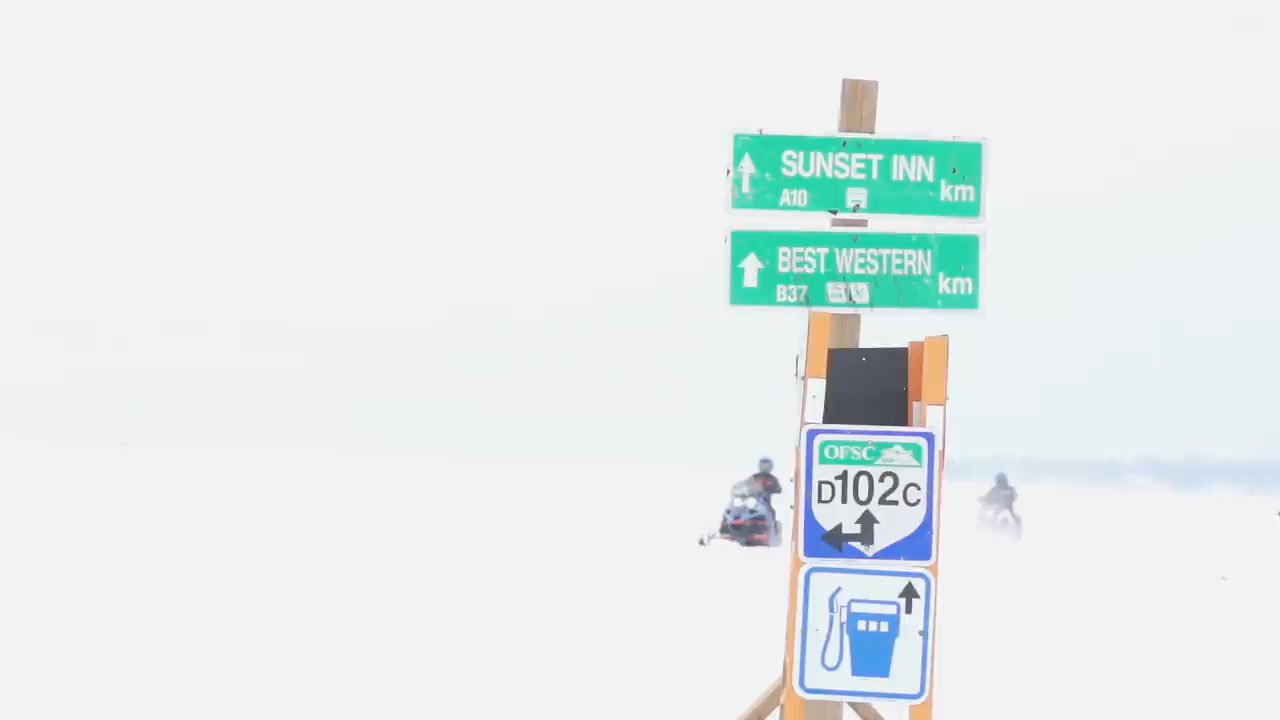 SUNSET INN
A10
km
BEST WESTERN
B37
km
OFSC
D102C